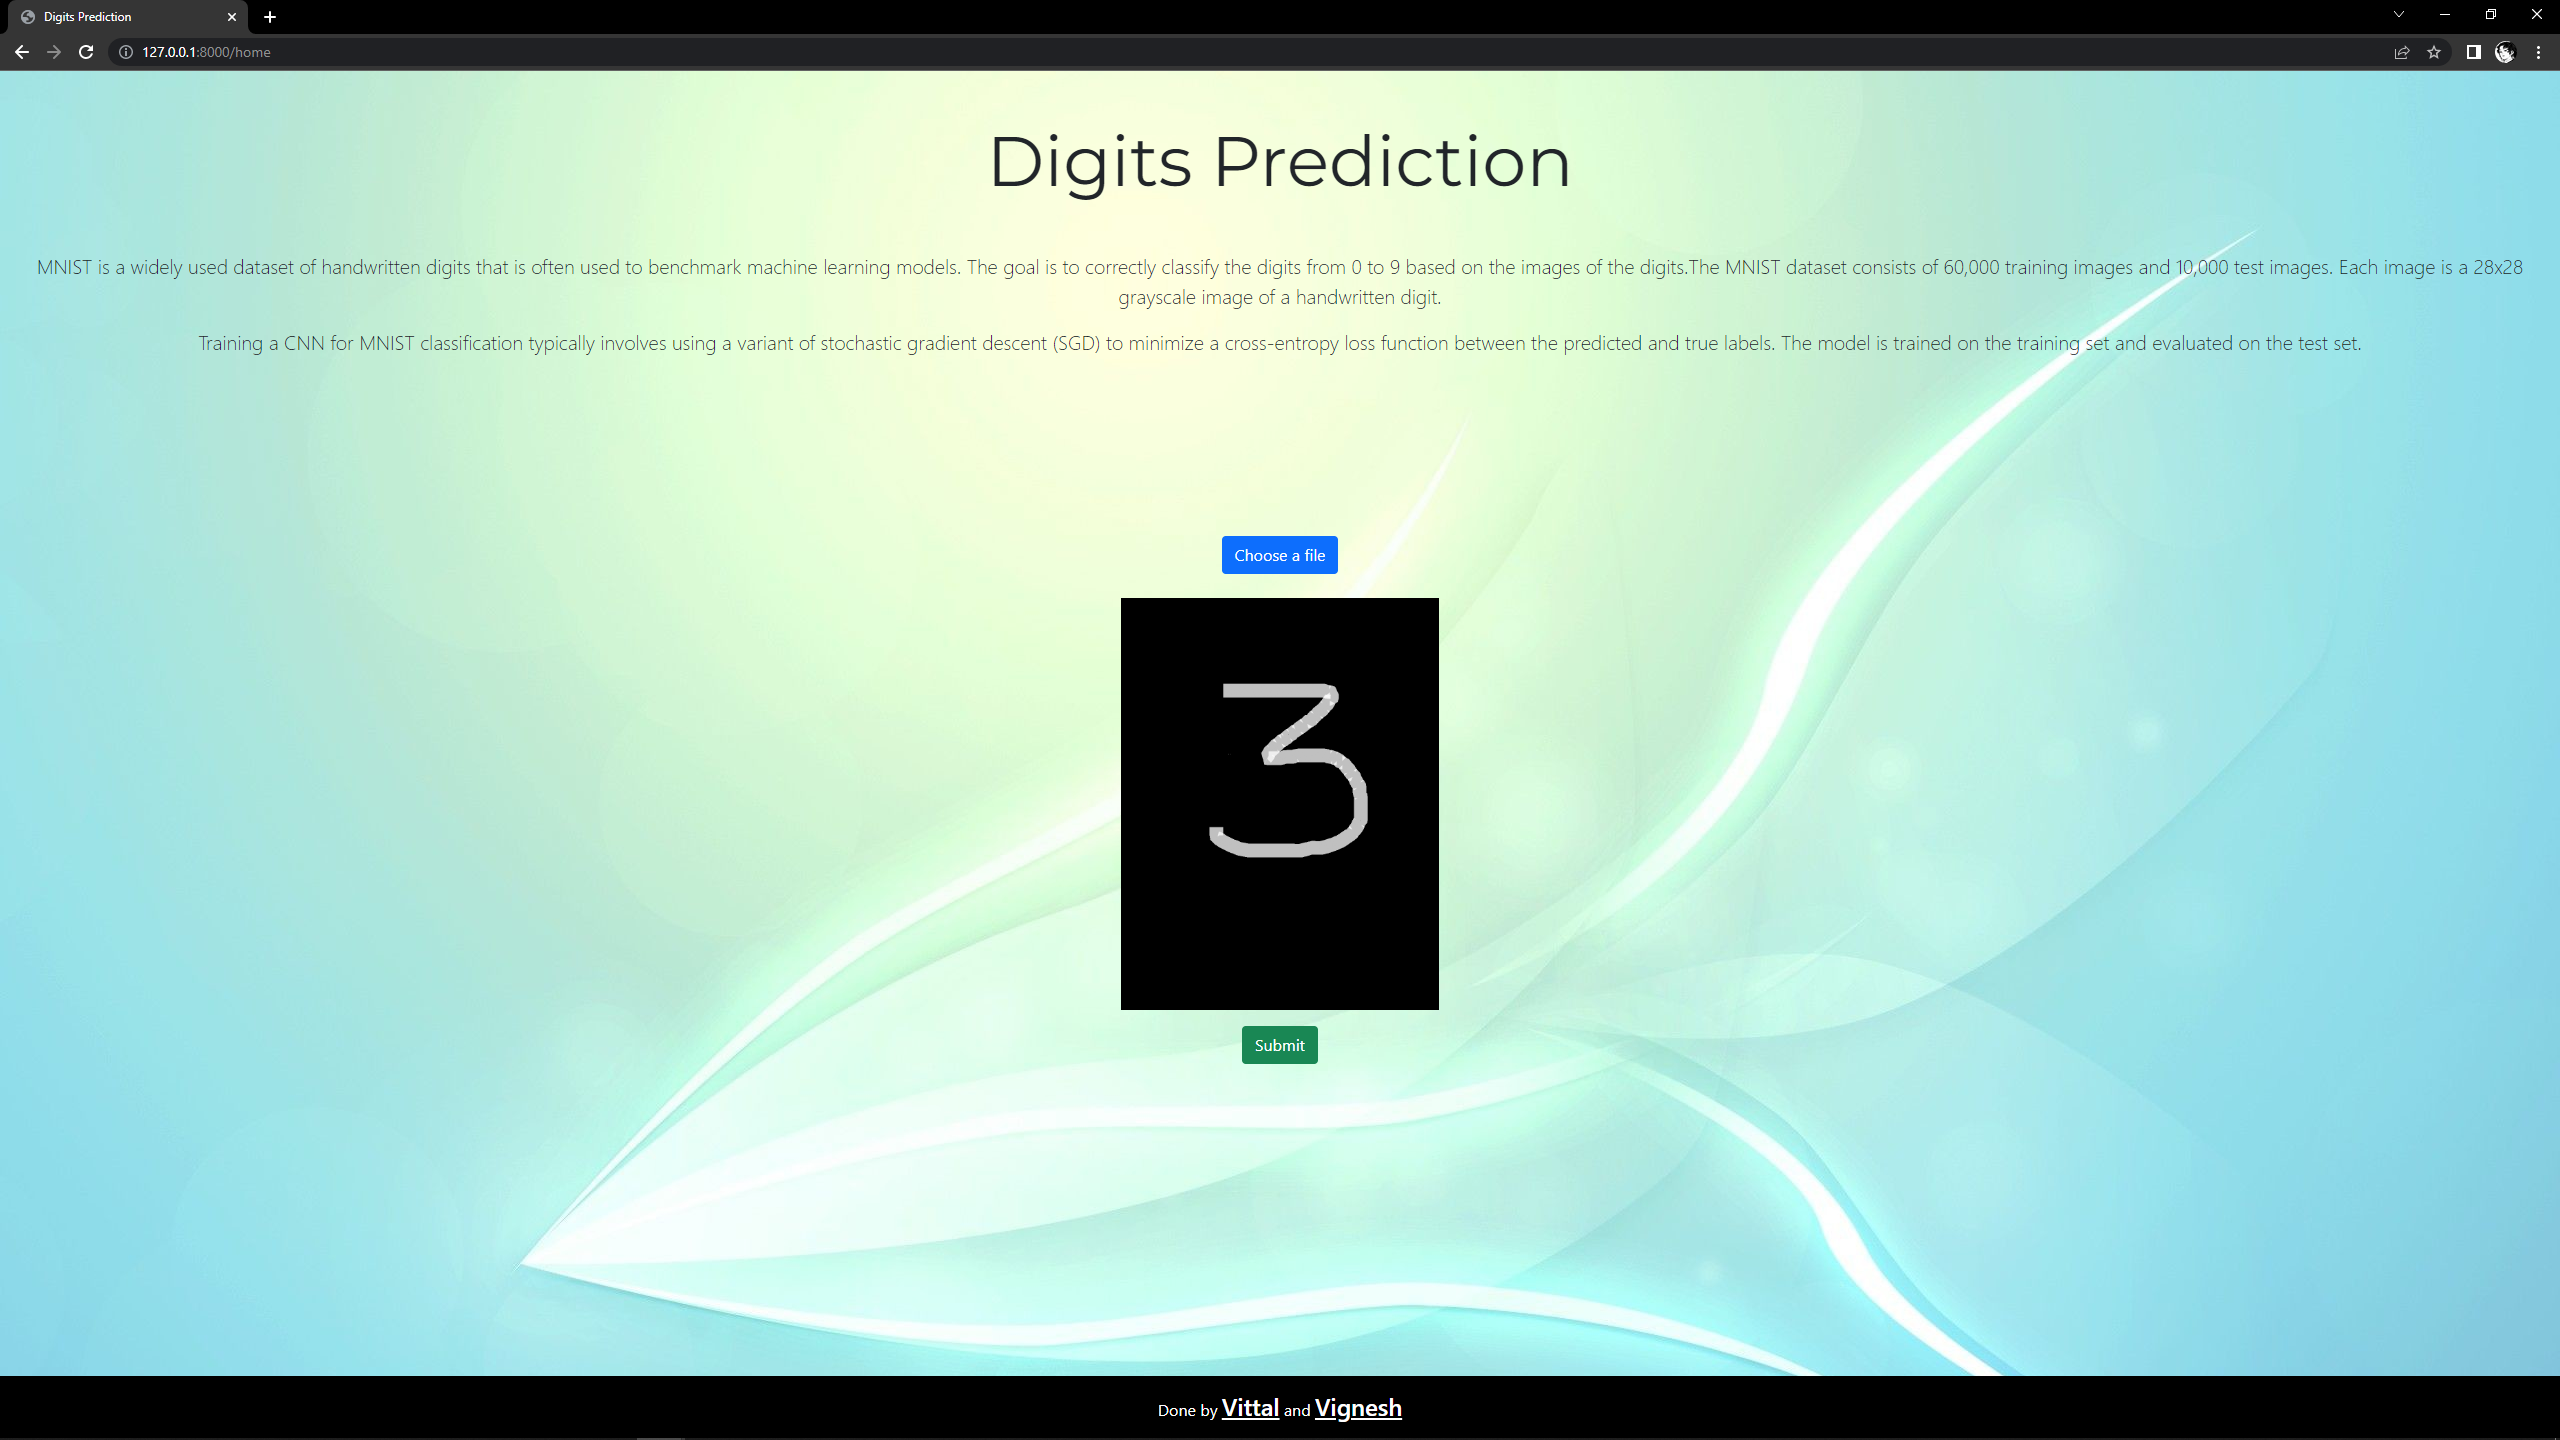 Digits Prediction
127.0.0.1:8000/home
Digits Prediction
MNIST is a widely used dataset of handwritten digits that is often used to benchmark machine learning models. The goal is to correctly classify the digits from 0 to 9 based on the images of the digits.The MNIST dataset consists of 60,000 training images and 10,000 test images. Each image is a 28x28
grayscale image of a handwritten digit.
Training a CNN for MNIST classification typically involves using a variant of stochastic gradient descent (SGD) to minimize a cross-entropy loss function between the predicted and true labels. The model is trained on the training set and evaluated on the test set.
Choose a file
3
Submit
Done by Vittal and Vignesh